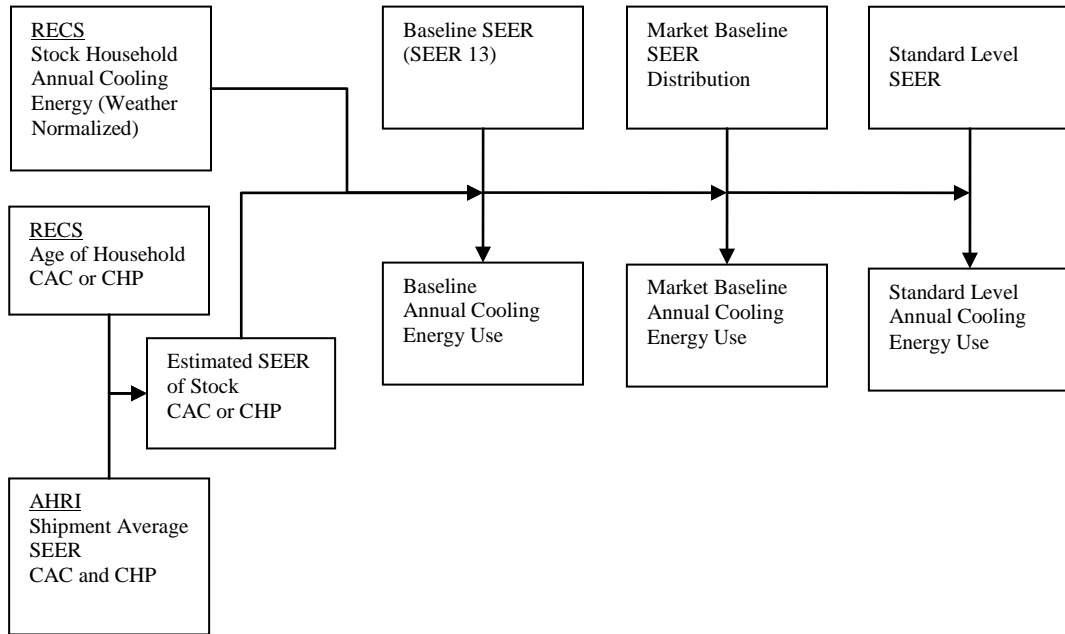 RECS
Stock Household
Annual Cooling
Energy (Weather
Normalized)
Baseline SEER
(SEER 13)
Market Baseline
SEER
Distribution
Standard Level
SEER
RECS
Age of Household
CAC or CHP
Baseline
Annual Cooling
Energy Use
Market Baseline
Annual Cooling
Energy Use
Standard Level
Annual Cooling
Energy Use
Estimated SEER
of Stock
CAC or CHP
AHRI
Shipment Average
SEER
CAC and CHP